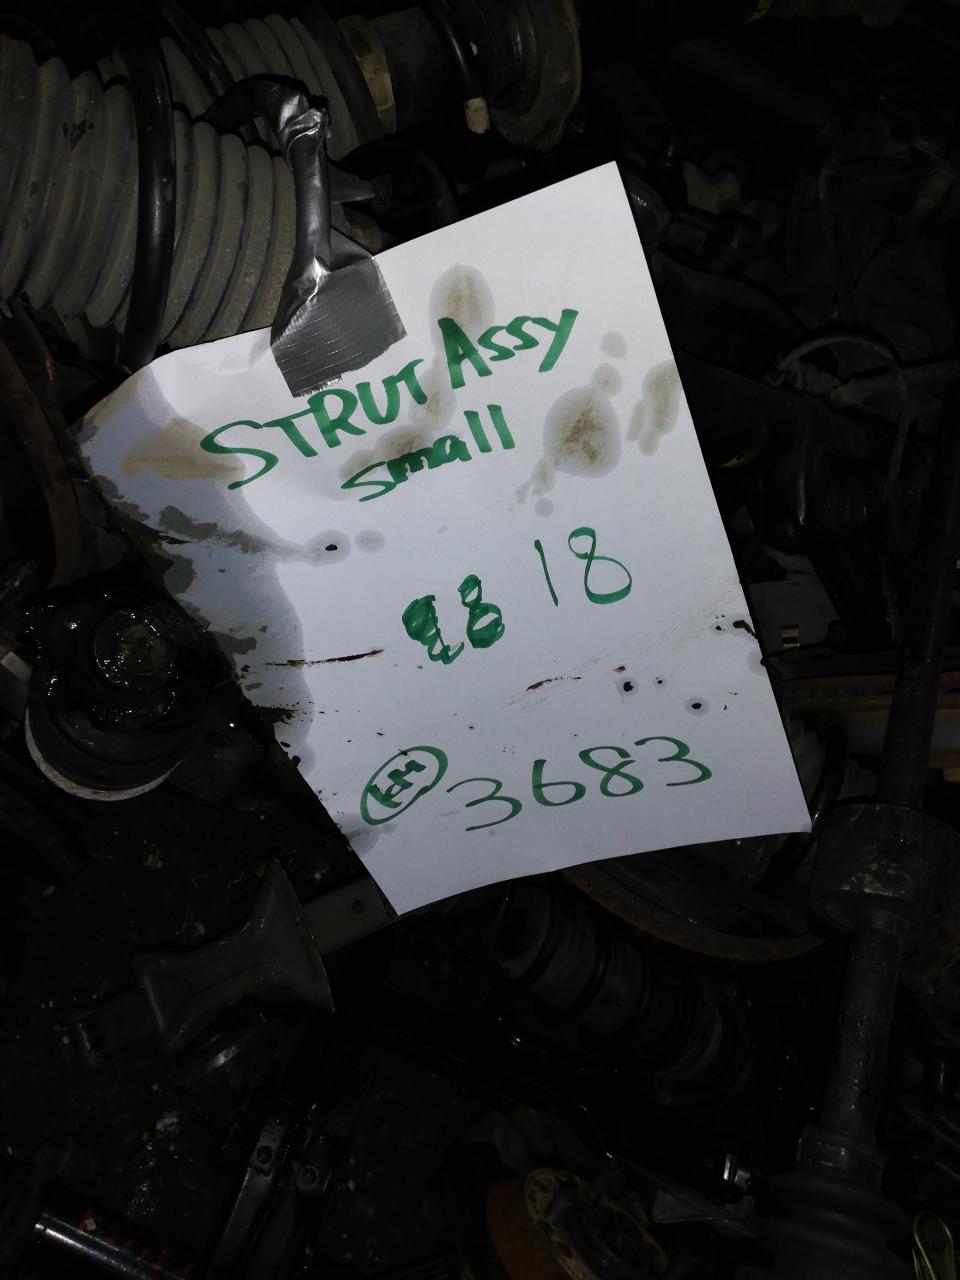 STRUT Assy
small
18
3683